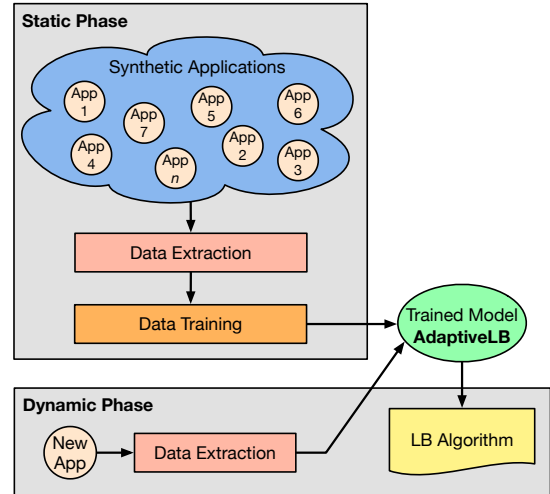 Static Phase
Synthetic Applications
App
1
App
7
App
5
App
6
App
4
App
n
App
2
App
3
Data Extraction
Data Training
Trained Model
AdaptiveLB
Dynamic Phase
New
App
Data Extraction
LB Algorithm